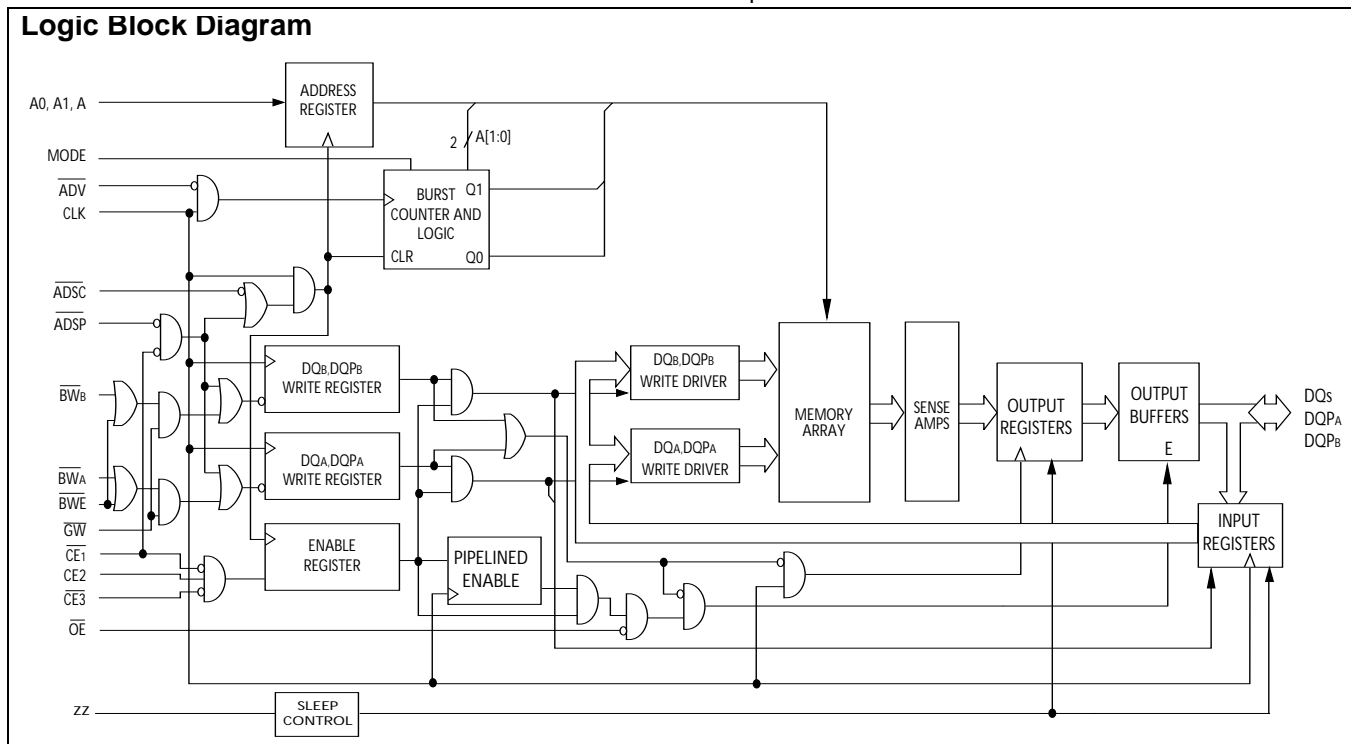 Logic Block Diagram
A0, A1, A
ADDRESS
REGISTER
2
A[1:0]
MODE
ADV
CLK
BURST
COUNTER AND
LOGIC
CLR
Q1
Q0
ADSC
ADSP
DQB,DQPB
WRITE REGISTER
DQB,DQPB
WRITE DRIVER
BWB
MEMORY
ARRAY
SENSE
AMPS
OUTPUT
REGISTERS
OUTPUT
BUFFERS
E
DQs
DQPA
DQPB
DQA,DQPA
WRITE REGISTER
DQA,DQPA
WRITE DRIVER
BWA
BWE
GW
CE1
CE2
CE3
ENABLE
REGISTER
PIPELINED
ENABLE
INPUT
REGISTERS
OE
ZZ
SLEEP
CONTROL